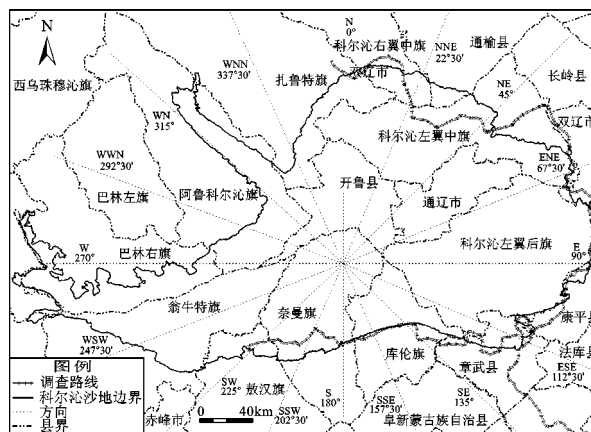 N
N
0°
科尔沁右翼中旗
NNE
22°30′
通榆县
WNN
337°30′
扎鲁特旗
双辽市
长岭县
西乌珠穆沁旗
NE
45°
WN
315°
双辽市
科尔沁左翼中旗
WWN
292°30′
ENE
67°30′
阿鲁科尔沁旗
开鲁县
巴林左旗
通辽市
巴林右旗
W
270°
科尔沁左翼后旗
E
90°
翁牛特旗
奈曼旗
康平县
WSW
247°30′
库伦旗
法库县
章武县
ESE
112°30′
图例
调查路线
科尔沁沙地边界
方向
县界
SW
225°
敖汉旗
S
180°
SSE
157°30′
SE
135°
赤峰市
0
40km
SSW
202°30′
阜新蒙古族自治县